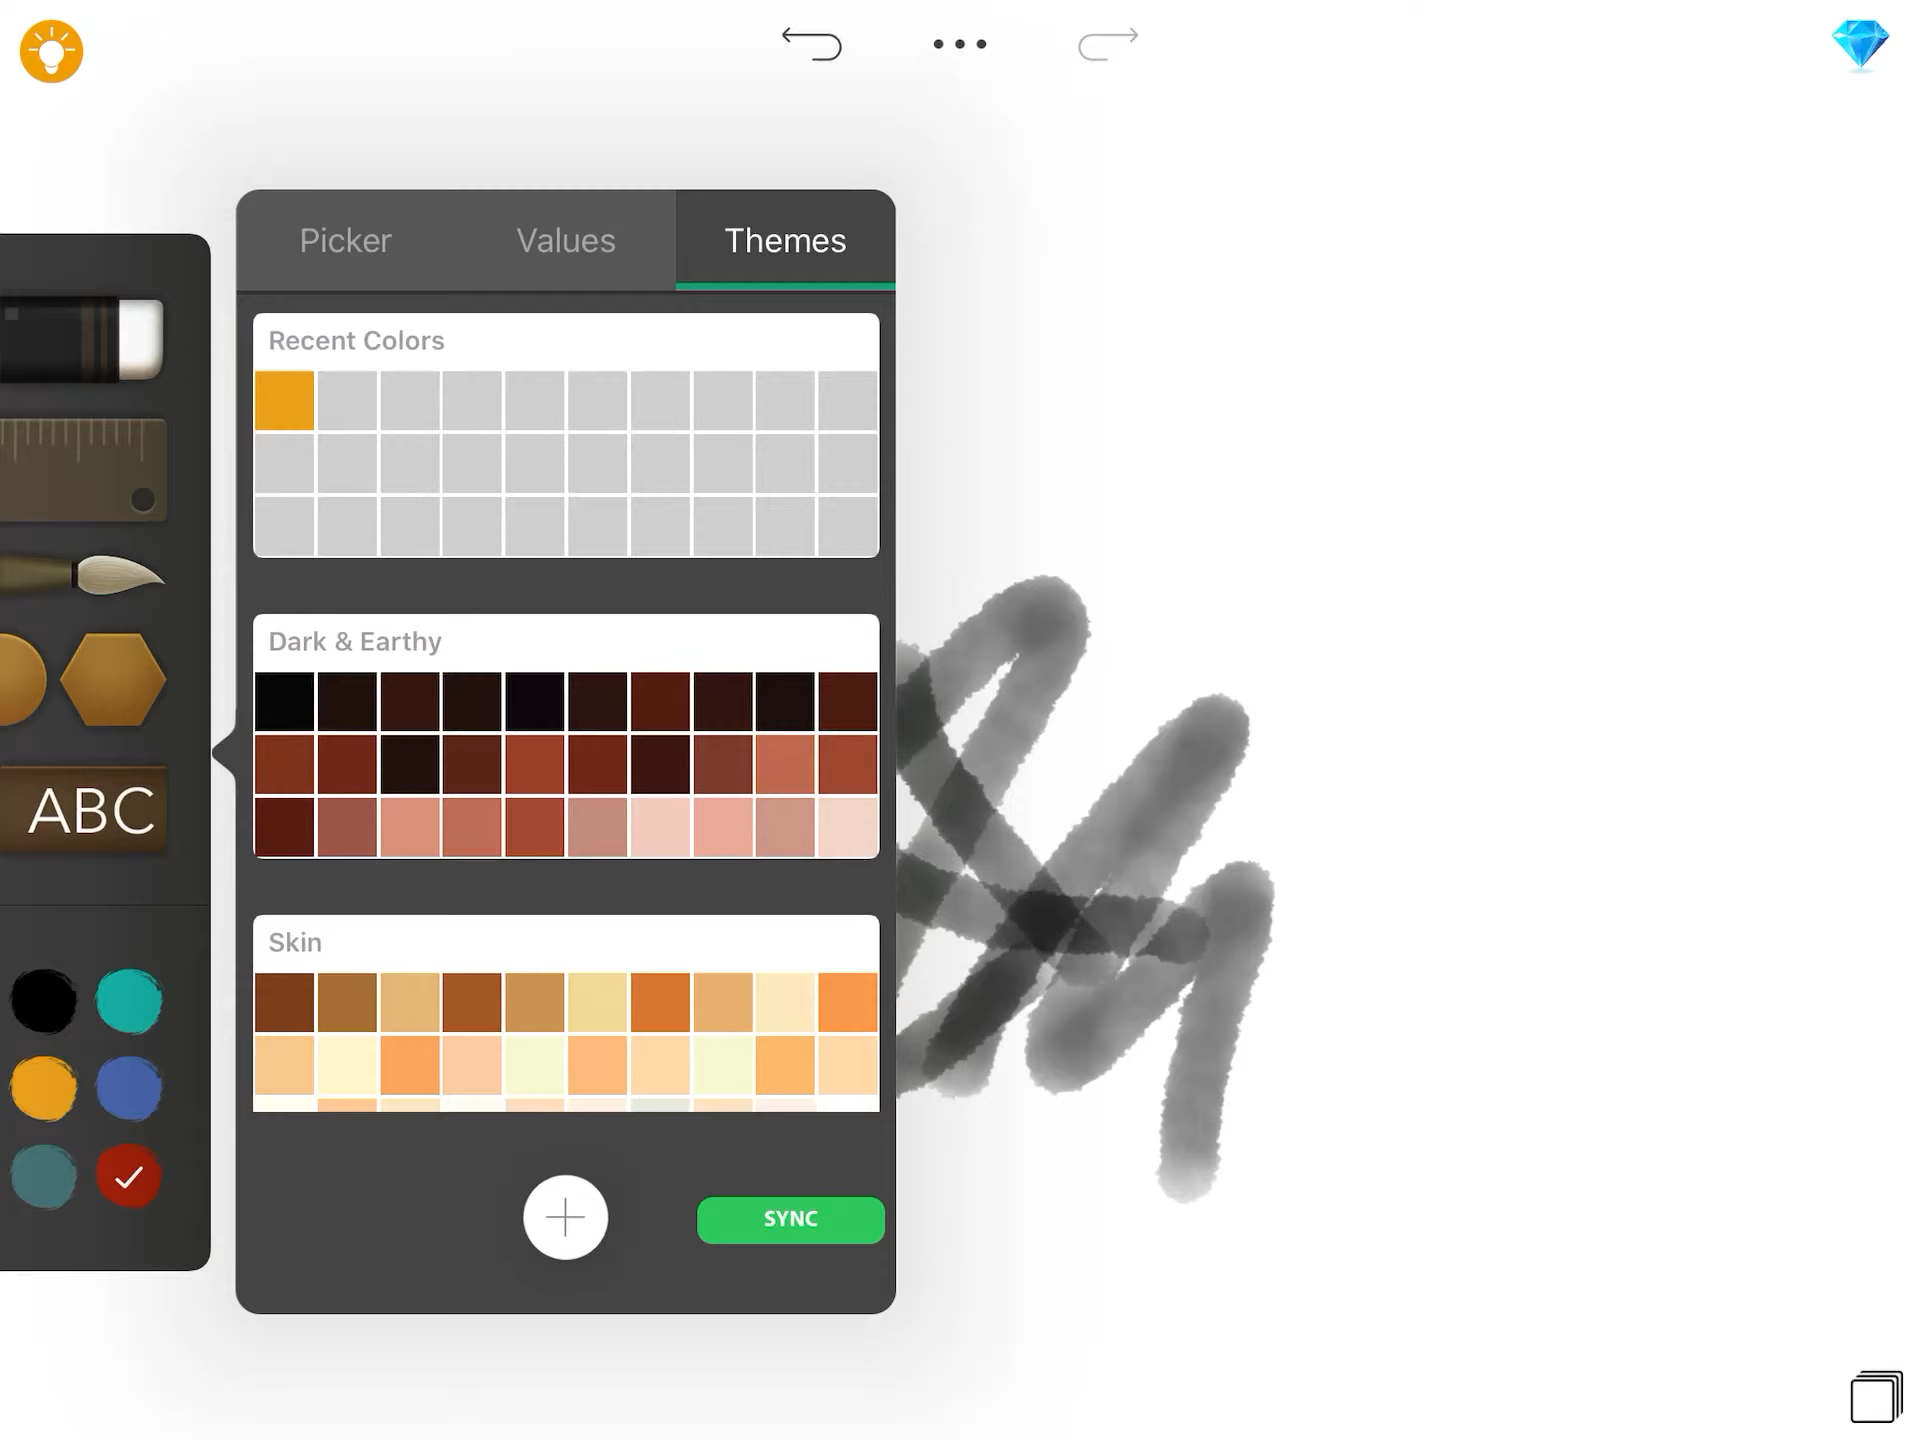 Picker
Values
Themes
Recent Colors
Dark & Earthy
ABC
Skin
SYNC